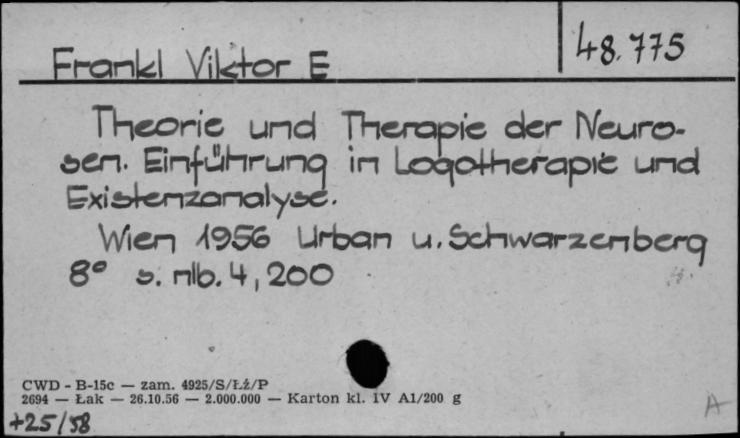 Frankl Viktor E
48.775
Theorie und Therapie der Neuro-
sen. Einführung in Logotherapie und
Existenzanalyse.
Wien 1956 Urban u. Schwarzenberg
8° s. nlb. 4, 200
CWD - B-15c — zam. 4925/S/Łż/P
2694 — Łak — 26.10.56 — 2.000.000 — Karton kl. IV A1/200 g
+25/58
A